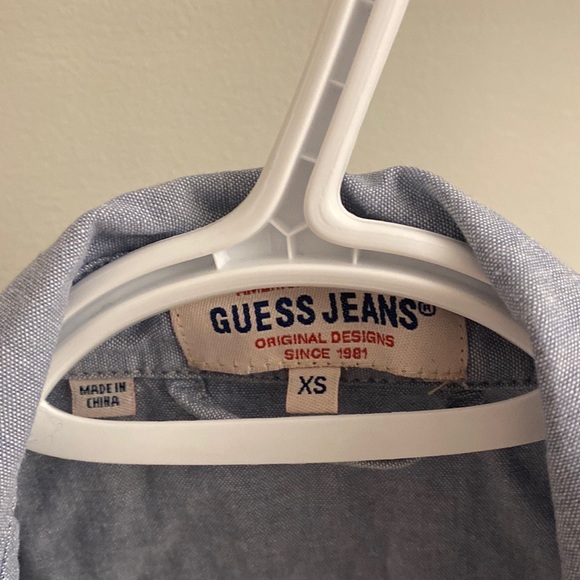 GUESS JEANS®
ORIGINAL DESIGNS
SINCE 1981
XS
MADE IN
CHINA